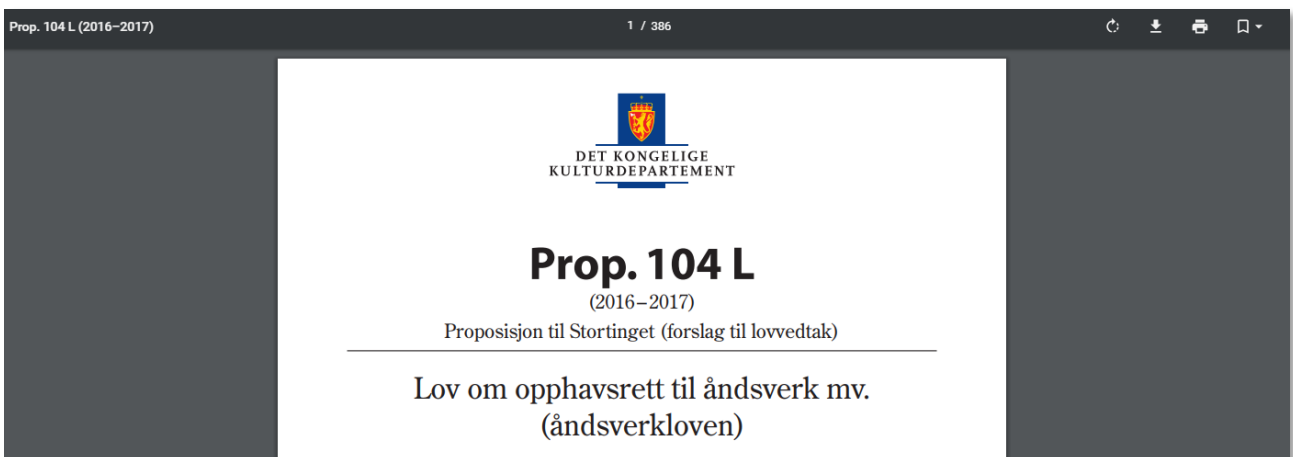 Prop. 104 L (2016–2017)
1 / 386
DET KONGELIGE
KULTURDEPARTEMENT
Prop. 104 L
(2016–2017)
Proposisjon til Stortinget (forslag til lovvedtak)
Lov om opphavsrett til åndsverk mv.
(åndsverkloven)